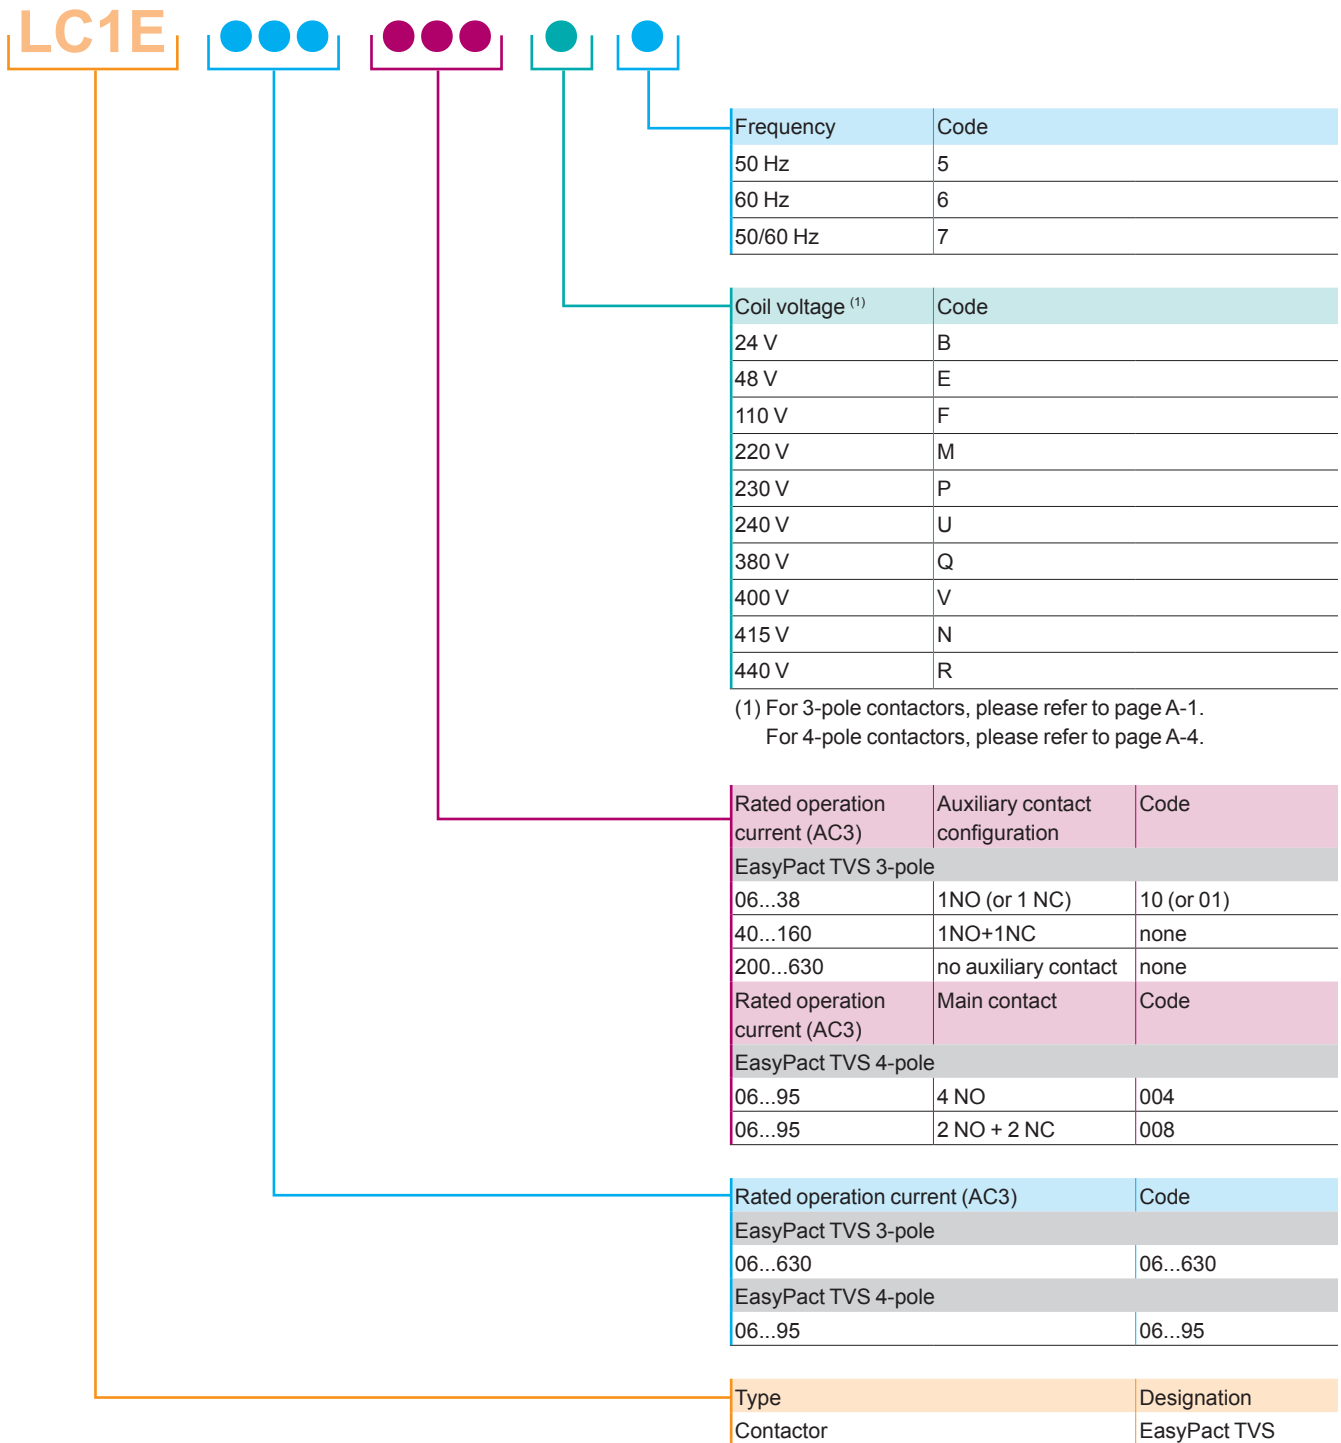 LC1E
Frequency Code
50 Hz 5
60 Hz 6
50/60 Hz 7
Coil voltage (1) Code
24 V B
48 V E
110 V F
220 V M
230 V P
240 V U
380 V Q
400 V V
415 V N
440 V R
(1) For 3-pole contactors, please refer to page A-1.
For 4-pole contactors, please refer to page A-4.
Rated operation Auxiliary contact Code
current (AC3) configuration
EasyPact TVS 3-pole
06...38 1NO (or 1 NC) 10 (or 01)
40...160 1NO+1NC none
200...630 no auxiliary contact none
Rated operation Main contact Code
current (AC3)
EasyPact TVS 4-pole
06...95 4 NO 004
06...95 2 NO + 2 NC 008
Rated operation current (AC3) Code
EasyPact TVS 3-pole
06...630 06...630
EasyPact TVS 4-pole
06...95 06...95
Type Designation
Contactor EasyPact TVS